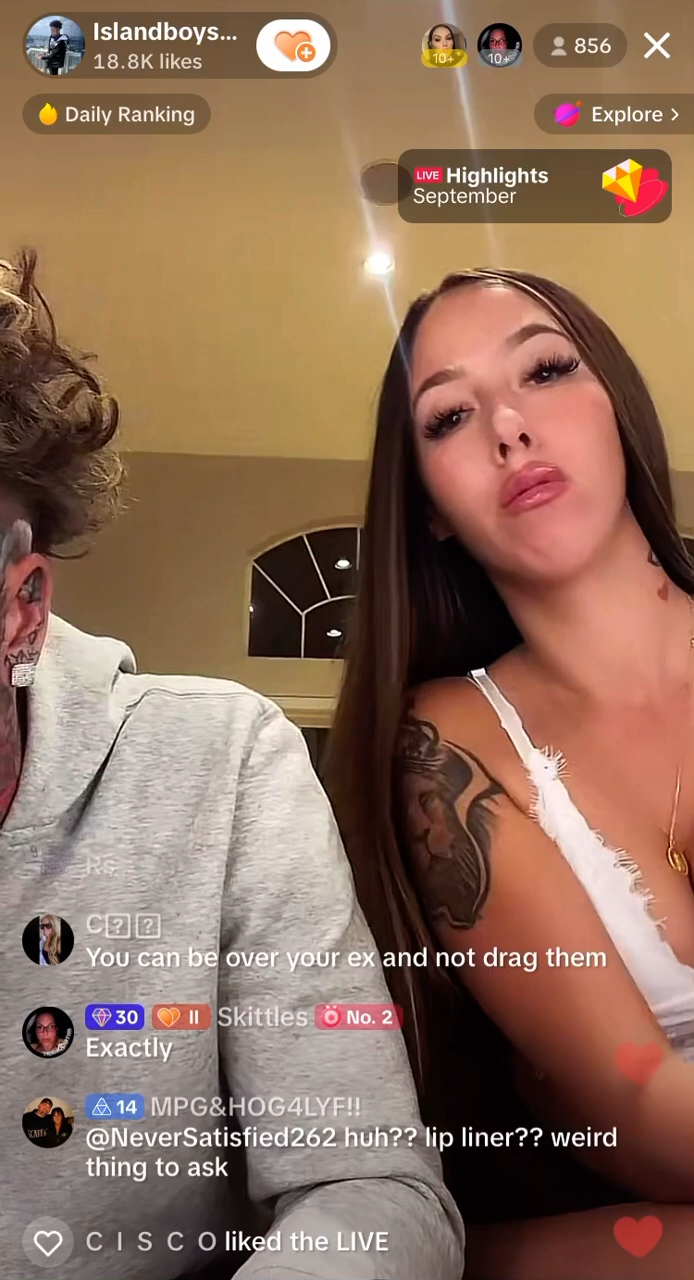 Islandboys...
18.8K likes
10+
10+
856
Daily Ranking
Explore >
LIVE Highlights
September
Rs
C
You can be over your ex and not drag them
30 II Skittles No. 2
Exactly
14 MPG&HOG4LYF!!
@NeverSatisfied262 huh?? lip liner?? weird
thing to ask
C I S C O liked the LIVE